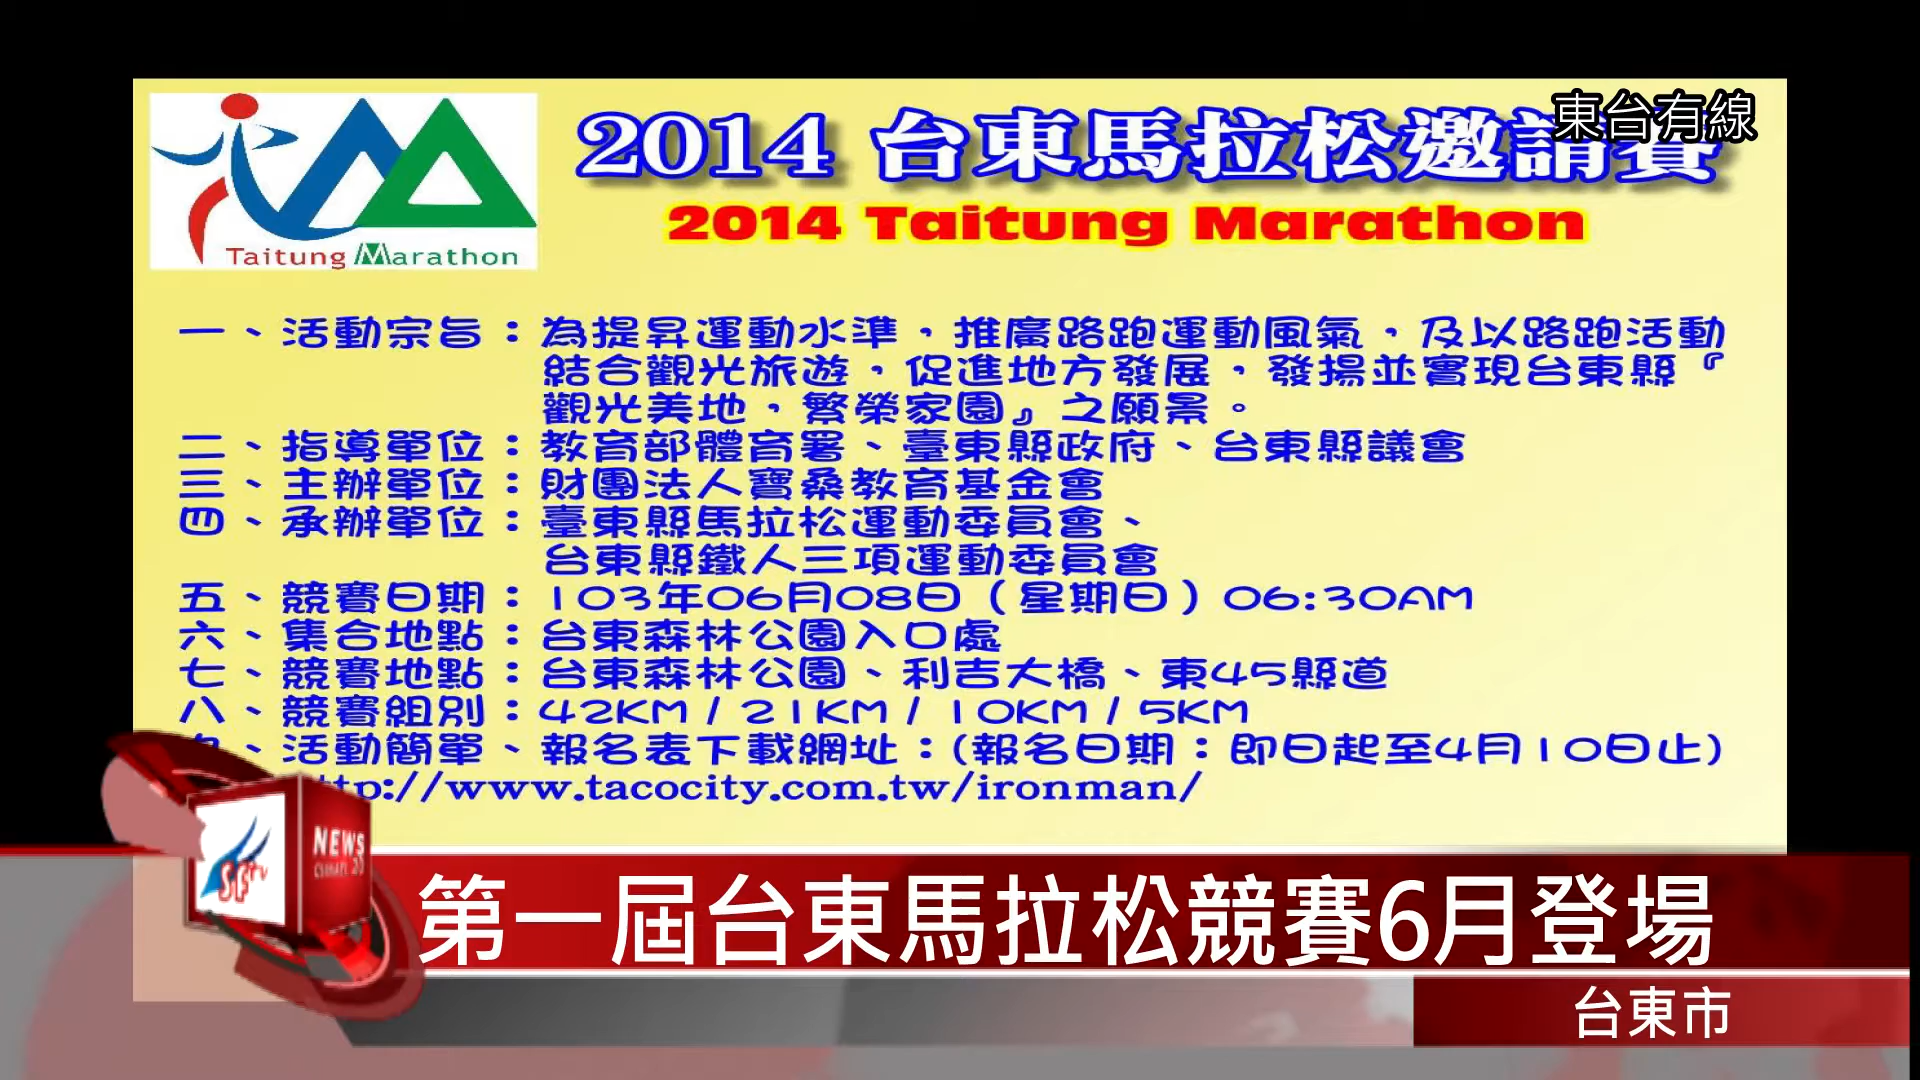 東台有線
2014 台東馬拉松邀請賽
2014 Taitung Marathon
Taitung Marathon
一、活動宗旨：為提昇運動水準，推廣路跑運動風氣，及以路跑活動
結合觀光旅遊，促進地方發展，發揚並實現台東縣『
觀光美地，繁榮家園』之願景。
二、指導單位：教育部體育署、臺東縣政府、台東縣議會
三、主辦單位：財團法人寶桑教育基金會
四、承辦單位：臺東縣馬拉松運動委員會、
台東縣鐵人三項運動委員會
五、競賽日期：103年06月08日（星期日）06:30AM
六、集合地點：台東森林公園入口處
七、競賽地點：台東森林公園、利吉大橋、東45縣道
八、競賽組別：42KM / 21KM / 10KM / 5KM
、活動簡單、報名表下載網址：(報名日期：即日起至4月10日止)
tp://www.tacocity.com.tw/ironman/
NEWS
SFtv
第一屆台東馬拉松競賽6月登場
台東市